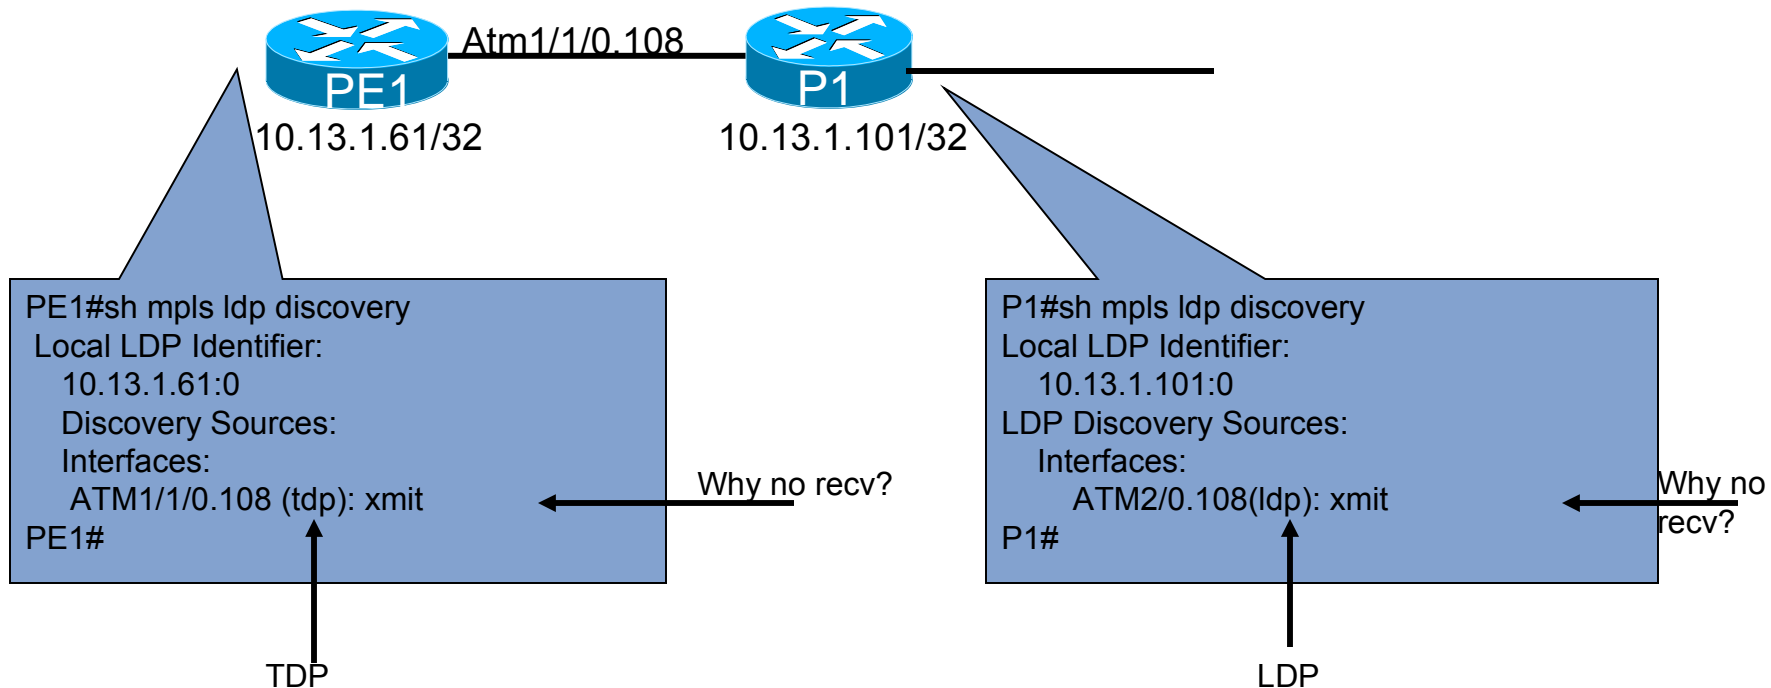 Atm1/1/0.108
PE1
P1
10.13.1.61/32
10.13.1.101/32
PE1#sh mpls ldp discovery
Local LDP Identifier:
10.13.1.61:0
Discovery Sources:
Interfaces:
ATM1/1/0.108 (tdp): xmit
PE1#
Why no recv?
TDP
P1#sh mpls ldp discovery
Local LDP Identifier:
10.13.1.101:0
LDP Discovery Sources:
Interfaces:
ATM2/0.108(ldp): xmit
P1#
Why no
recv?
LDP